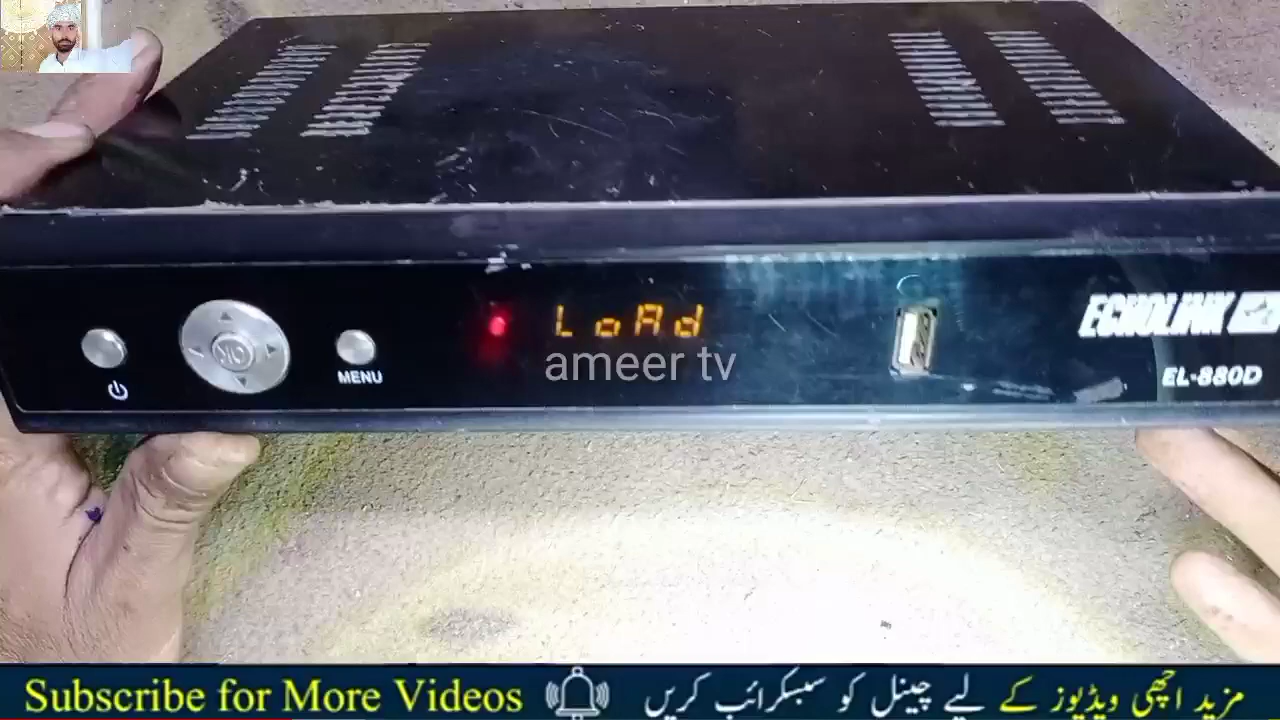 LoAd
ameer tv
ECHOLINK
MENU
EL-880D
Subscribe for More Videos
مزید اچھی ویڈیوز کے لیے چینل کو سبسکرائب کریں